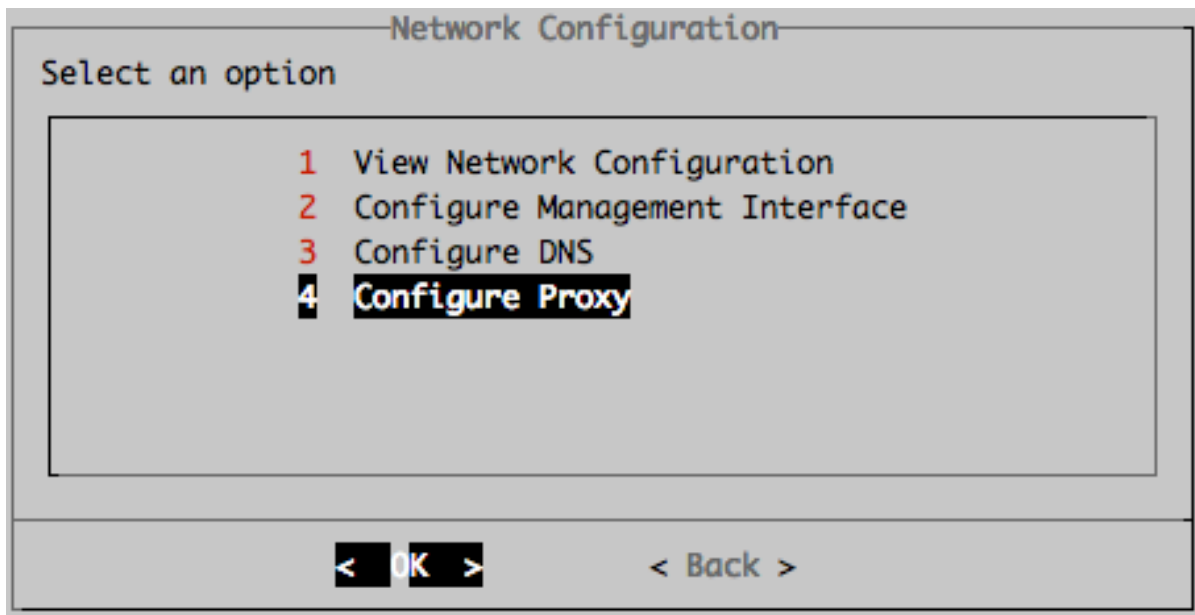 Network Configuration
Select an option
1 View Network Configuration
2 Configure Management Interface
3 Configure DNS
4 Configure Proxy
< OK > < Back >